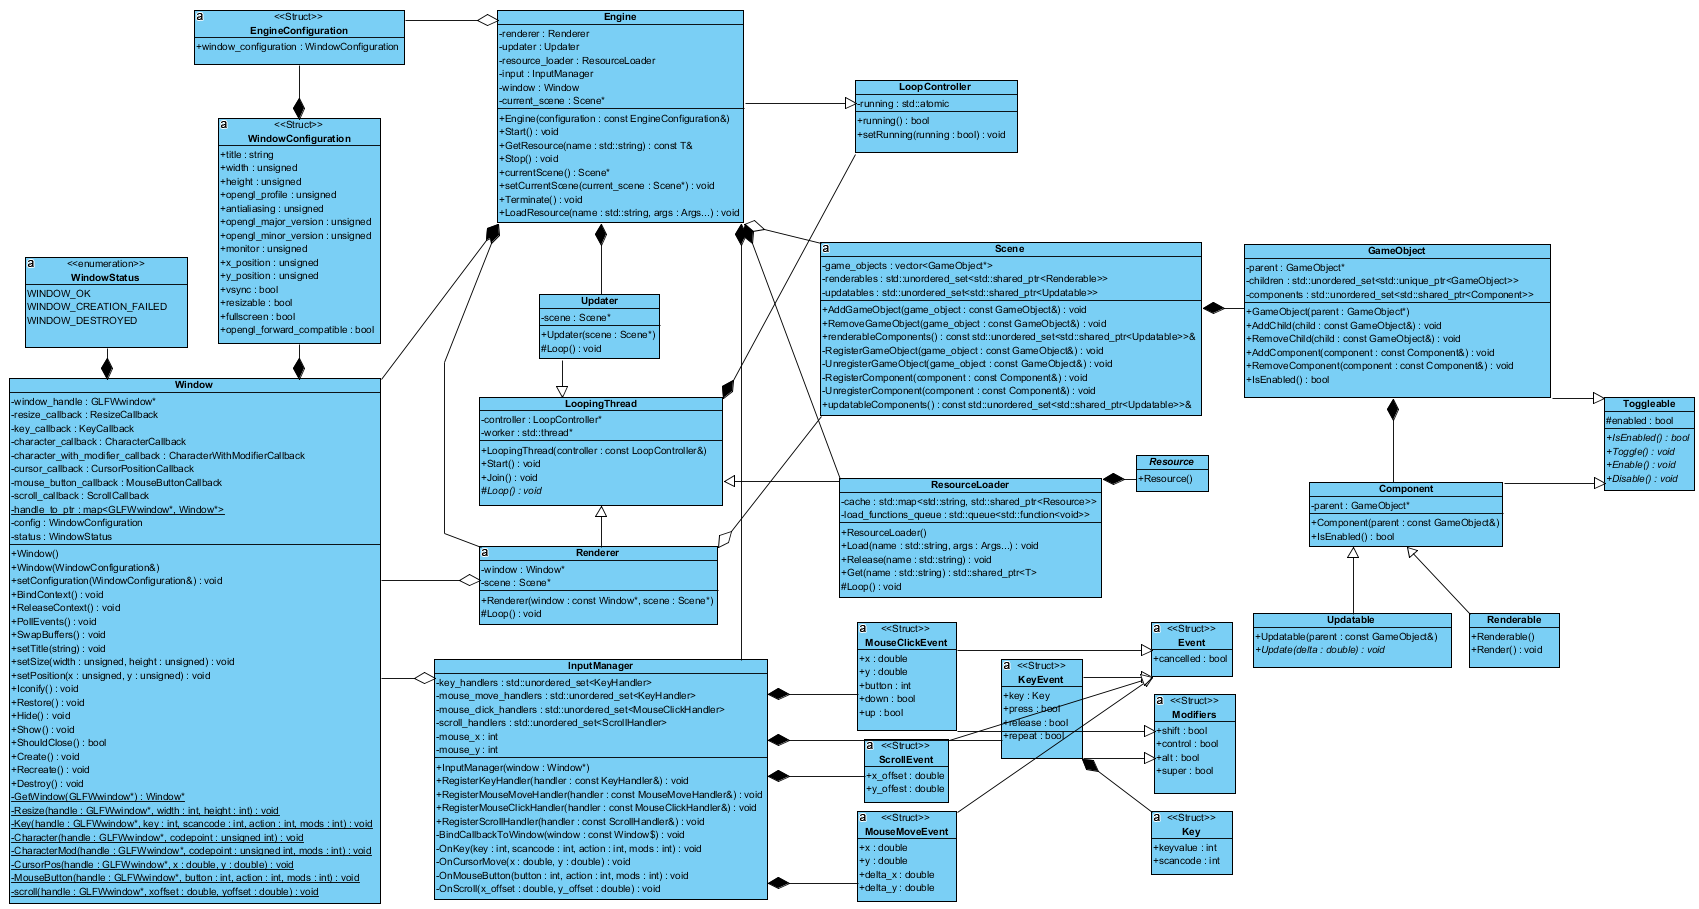 a
<<Struct>>
EngineConfiguration
+window_configuration : WindowConfiguration
a
<<Struct>>
WindowConfiguration
+title : string
+width : unsigned
+height : unsigned
+opengl_profile : unsigned
+antialiasing : unsigned
+opengl_major_version : unsigned
+opengl_minor_version : unsigned
+monitor : unsigned
+x_position : unsigned
+y_position : unsigned
+vsync : bool
+resizable : bool
+fullscreen : bool
+opengl_forward_compatible : bool
a
<<enumeration>>
WindowStatus
WINDOW_OK
WINDOW_CREATION_FAILED
WINDOW_DESTROYED
Window
-window_handle : GLFWwindow*
-resize_callback : ResizeCallback
-key_callback : KeyCallback
-character_callback : CharacterCallback
-character_with_modifier_callback : CharacterWithModifierCallback
-cursor_callback : CursorPositionCallback
-mouse_button_callback : MouseButtonCallback
-scroll_callback : ScrollCallback
-handle_to_ptr : map<GLFWwindow*, Window*>
-config : WindowConfiguration
-status : WindowStatus
+Window()
+Window(WindowConfiguration&)
+setConfiguration(WindowConfiguration&) : void
+BindContext() : void
+ReleaseContext() : void
+PollEvents() : void
+SwapBuffers() : void
+setTitle(string) : void
+setSize(width : unsigned, height : unsigned) : void
+setPosition(x : unsigned, y : unsigned) : void
+Iconify() : void
+Restore() : void
+Hide() : void
+Show() : void
+ShouldClose() : bool
+Create() : void
+Recreate() : void
+Destroy() : void
-GetWindow(GLFWwindow*) : Window*
-Resize(handle : GLFWwindow*, width : int, height : int) : void
-Key(handle : GLFWwindow*, key : int, scancode : int, action : int, mods : int) : void
-Character(handle : GLFWwindow*, codepoint : unsigned int) : void
-CharacterMod(handle : GLFWwindow*, codepoint : unsigned int, mods : int) : void
-CursorPos(handle : GLFWwindow*, x : double, y : double) : void
-MouseButton(handle : GLFWwindow*, button : int, action : int, mods : int) : void
-scroll(handle : GLFWwindow*, xoffset : double, yoffset : double) : void
Engine
-renderer : Renderer
-updater : Updater
-resource_loader : ResourceLoader
-input : InputManager
-window : Window
-current_scene : Scene*
+Engine(configuration : const EngineConfiguration&)
+Start() : void
+GetResource(name : std::string) : const T&
+Stop() : void
+currentScene() : Scene*
+setCurrentScene(current_scene : Scene*) : void
+Terminate() : void
+LoadResource(name : std::string, args : Args...) : void
LoopController
-running : std::atomic
+running() : bool
+setRunning(running : bool) : void
Updater
-scene : Scene*
+Updater(scene : Scene*)
#Loop() : void
LoopingThread
-controller : LoopController*
-worker : std::thread*
+LoopingThread(controller : const LoopController&)
+Start() : void
+Join() : void
#Loop() : void
a
Renderer
-window : Window*
-scene : Scene*
+Renderer(window : const Window*, scene : Scene*)
#Loop() : void
InputManager
-key_handlers : std::unordered_set<KeyHandler>
-mouse_move_handlers : std::unordered_set<KeyHandler>
-mouse_click_handlers : std::unordered_set<MouseClickHandler>
-scroll_handlers : std::unordered_set<ScrollHandler>
-mouse_x : int
-mouse_y : int
+InputManager(window : Window*)
+RegisterKeyHandler(handler : const KeyHandler&) : void
+RegisterMouseMoveHandler(handler : const MouseMoveHandler&) : void
+RegisterMouseClickHandler(handler : const MouseClickHandler&) : void
+RegisterScrollHandler(handler : const ScrollHandler&) : void
-BindCallbackToWindow(window : const Window$) : void
-OnKey(key : int, scancode : int, action : int, mods : int) : void
-OnCursorMove(x : double, y : double) : void
-OnMouseButton(button : int, action : int, mods : int) : void
-OnScroll(x_offset : double, y_offset : double) : void
a
Scene
-game_objects : vector<GameObject*>
-renderables : std::unordered_set<std::shared_ptr<Renderable>>
-updatables : std::unordered_set<std::shared_ptr<Updatable>>
+AddGameObject(game_object : const GameObject&) : void
+RemoveGameObject(game_object : const GameObject&) : void
+renderableComponents() : const std::unordered_set<std::shared_ptr<Updatable>>&
-RegisterGameObject(game_object : const GameObject&) : void
-UnregisterGameObject(game_object : const GameObject&) : void
-RegisterComponent(component : const Component&) : void
-UnregisterComponent(component : const Component&) : void
+updatableComponents() : const std::unordered_set<std::shared_ptr<Updatable>>&
GameObject
-parent : GameObject*
-children : std::unordered_set<std::unique_ptr<GameObject>>
-components : std::unordered_set<std::shared_ptr<Component>>
+GameObject(parent : GameObject*)
+AddChild(child : const GameObject&) : void
+RemoveChild(child : const GameObject&) : void
+AddComponent(component : const Component&) : void
+RemoveComponent(component : const Component&) : void
+IsEnabled() : bool
Toggleable
#enabled : bool
+IsEnabled() : bool
+Toggle() : void
+Enable() : void
+Disable() : void
Resource
+Resource()
ResourceLoader
-cache : std::map<std::string, std::shared_ptr<Resource>>
-load_functions_queue : std::queue<std::function<void>>
+ResourceLoader()
+Load(name : std::string, args : Args...) : void
+Release(name : std::string) : void
+Get(name : std::string) : std::shared_ptr<T>
#Loop() : void
Component
-parent : GameObject*
+Component(parent : const GameObject&)
+IsEnabled() : bool
Updatable
+Updatable(parent : const GameObject&)
+Update(delta : double) : void
Renderable
+Renderable()
+Render() : void
a
<<Struct>>
MouseClickEvent
+x : double
+y : double
+button : int
+down : bool
+up : bool
a
<<Struct>>
KeyEvent
+key : Key
+press : bool
+release : bool
+repeat : bool
a
<<Struct>>
Event
+cancelled : bool
a
<<Struct>>
Modifiers
+shift : bool
+control : bool
+alt : bool
+super : bool
a
<<Struct>>
ScrollEvent
+x_offset : double
+y_offest : double
a
<<Struct>>
MouseMoveEvent
+x : double
+y : double
+delta_x : double
+delta_y : double
a
<<Struct>>
Key
+keyvalue : int
+scancode : int